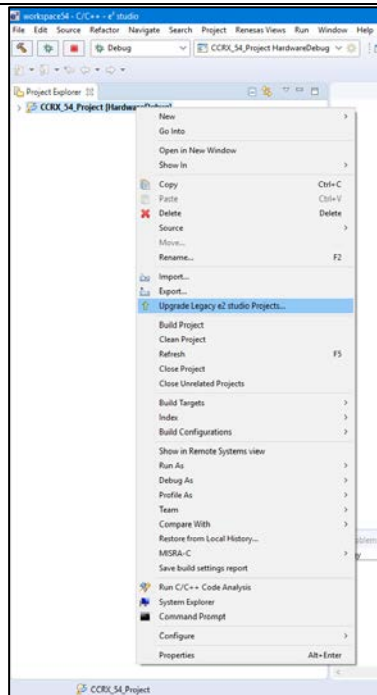 workspace54 - C/C++ - e² studio
File Edit Source Refactor Navigate Search Project Renesas Views Run Window Help
Debug CCRX_54_Project HardwareDebug
Project Explorer
CCRX_54_Project [HardwareDebug]
New
Go Into
Open in New Window
Show In
Copy Ctrl+C
Paste Ctrl+V
Delete Delete
Source
Move...
Rename... F2
Import...
Export...
Upgrade Legacy e2 studio Projects...
Build Project
Clean Project
Refresh F5
Close Project
Close Unrelated Projects
Build Targets
Index
Build Configurations
Show in Remote Systems view
Run As
Debug As
Profile As
Team
Compare With
Restore from Local History...
MISRA-C
Save build settings report
Run C/C++ Code Analysis
System Explorer
Command Prompt
Configure
Properties Alt+Enter
CCRX_54_Project